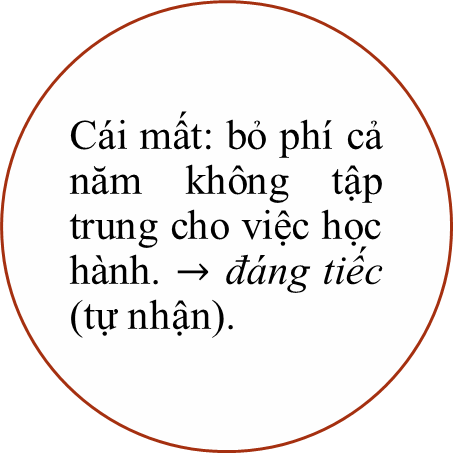 Cái mất: bỏ phí cả
năm không tập
trung cho việc học
hành. → đáng tiếc
(tự nhận).